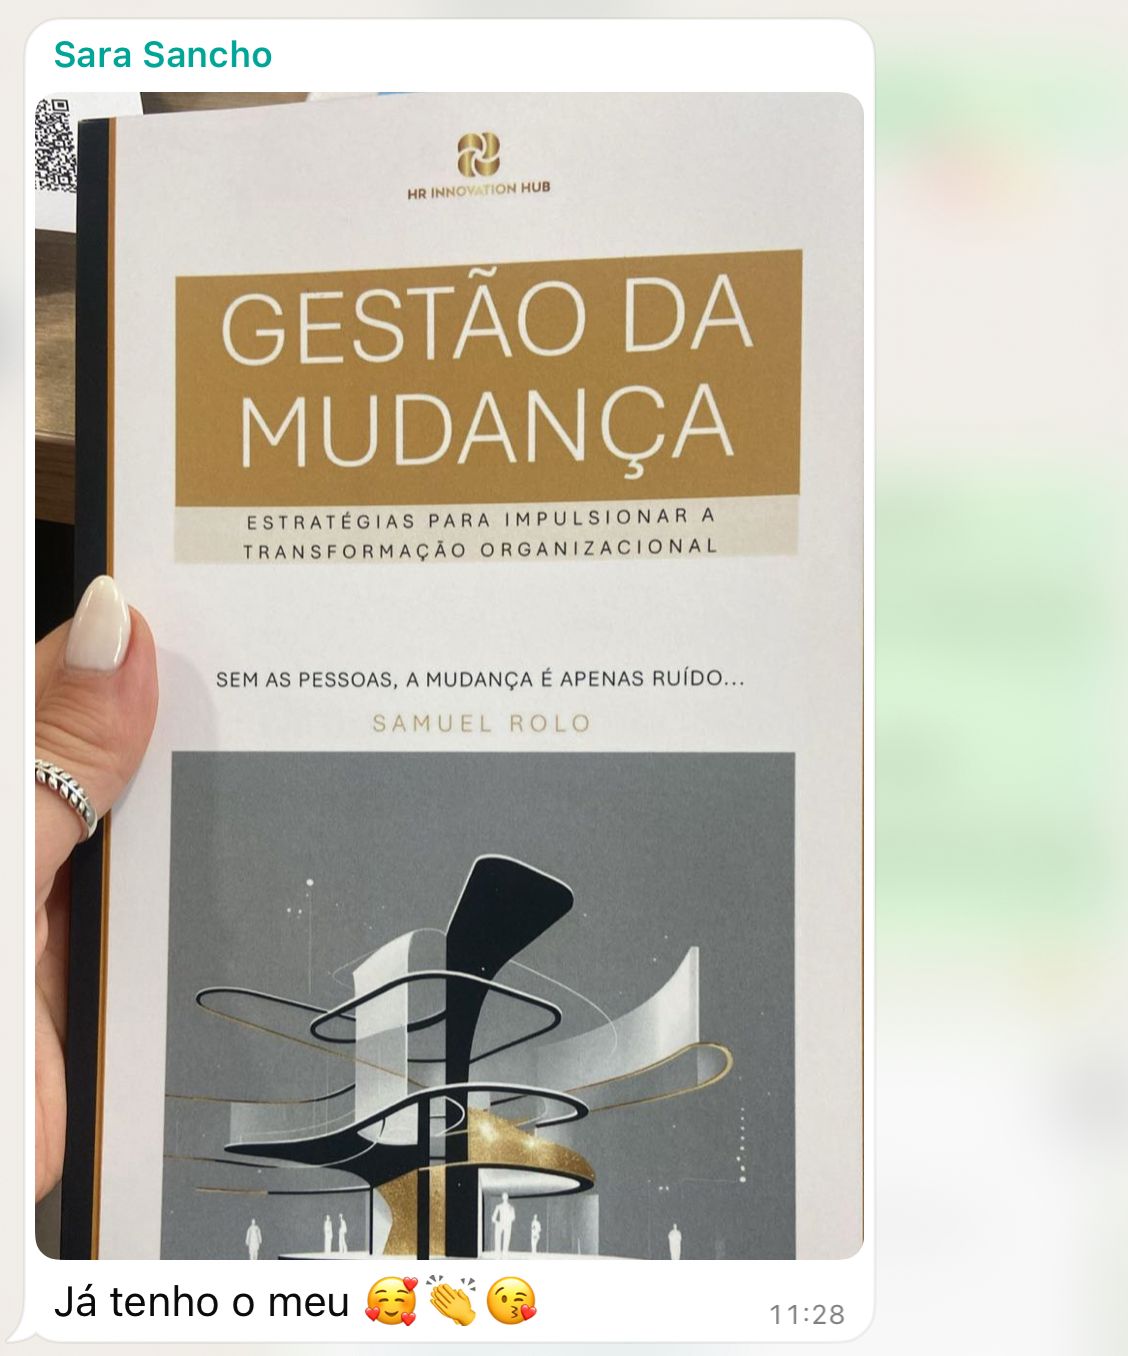 Sara Sancho
HR INNOVATION HUB
GESTÃO DA
MUDANÇA
ESTRATÉGIAS PARA IMPULSIONAR A
TRANSFORMAÇÃO ORGANIZACIONAL
SEM AS PESSOAS, A MUDANÇA É APENAS RUÍDO...
SAMUEL ROLO
Já tenho o meu 🥰👏😘
11:28